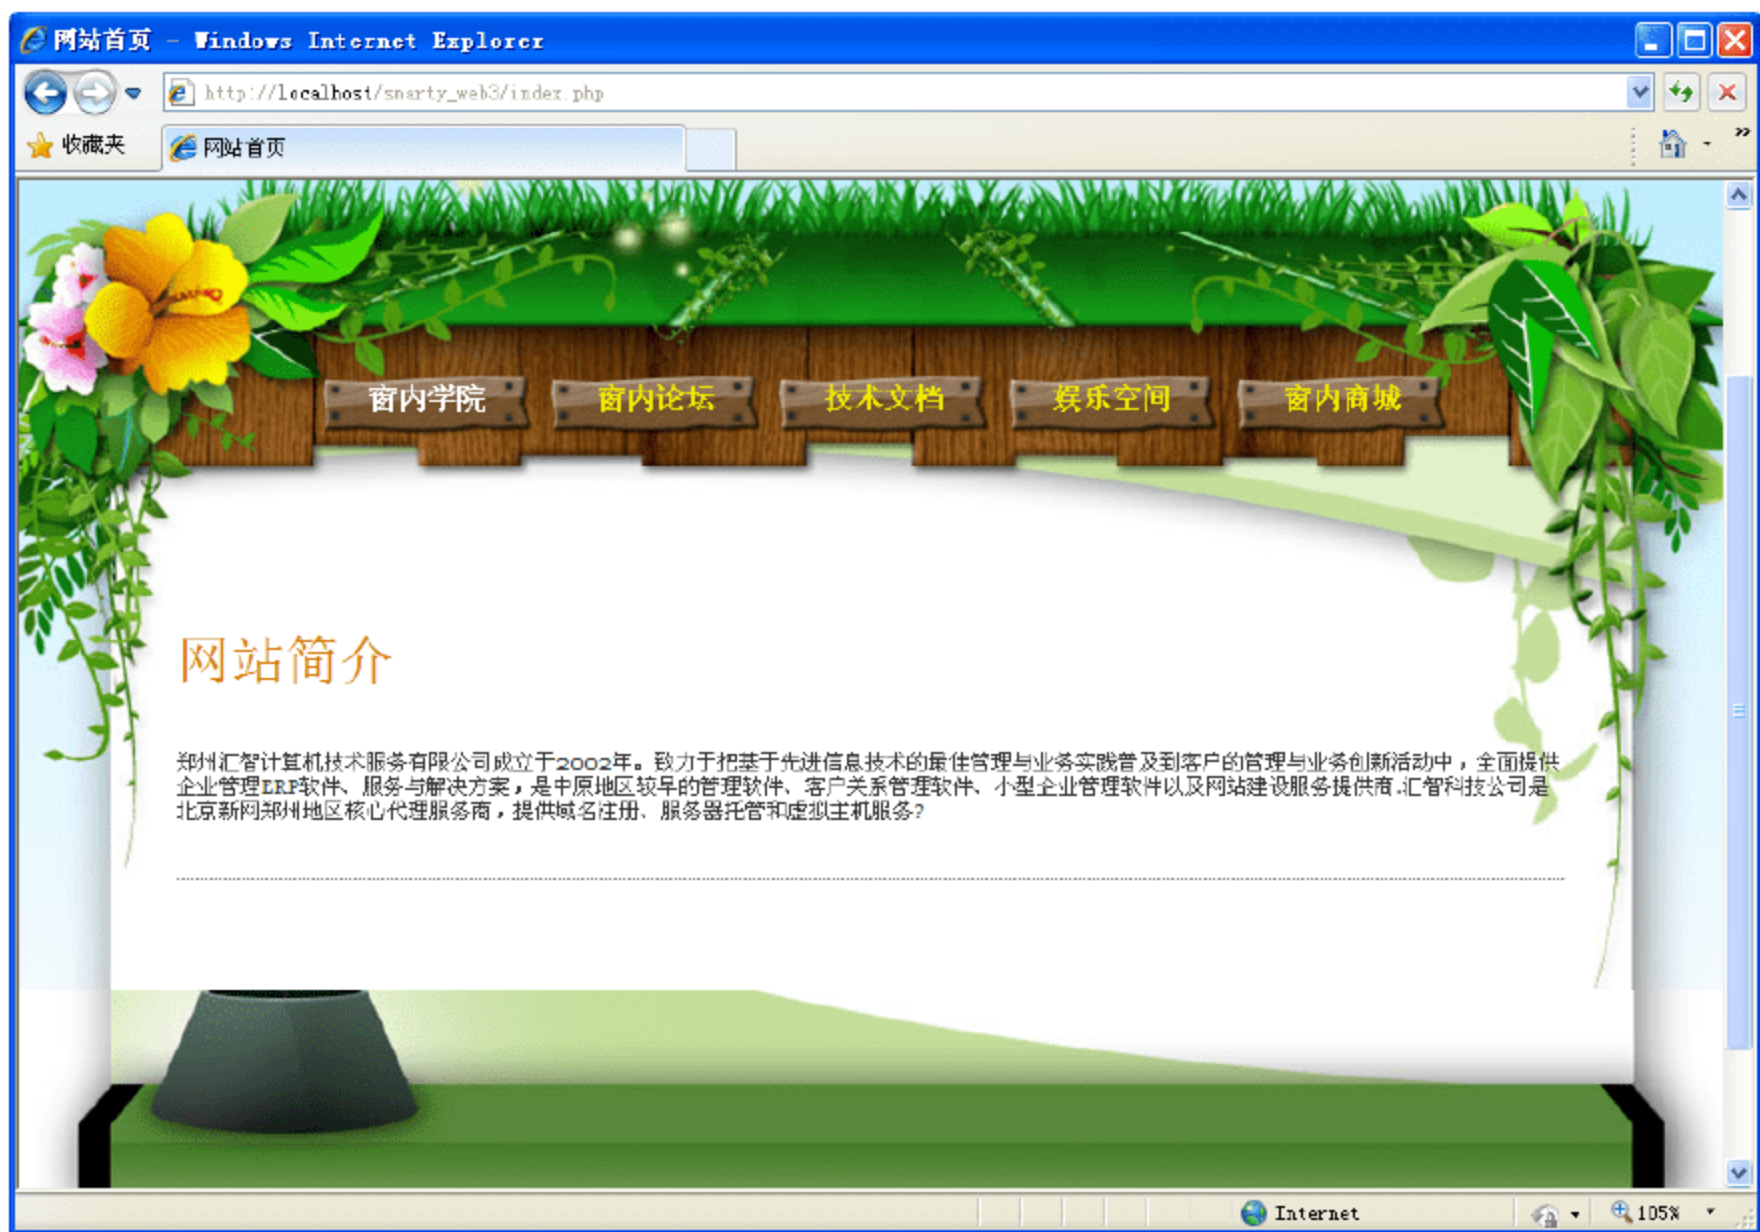 网站首页 - Windows Internet Explorer
http://localhost/smarty_web3/index.php
收藏夹 网站首页
窗内学院 窗内论坛 技术文档 娱乐空间 窗内商城
网站简介
郑州汇智计算机技术服务有限公司成立于2002年。致力于把基于先进信息技术的最佳管理与业务实践普及到客户的管理与业务创新活动中，全面提供
企业管理ERP软件、服务与解决方案，是中原地区较早的管理软件、客户关系管理软件、小型企业管理软件以及网站建设服务提供商.汇智科技公司是
北京新网郑州地区核心代理服务商，提供域名注册、服务器托管和虚拟主机服务?
Internet 105%